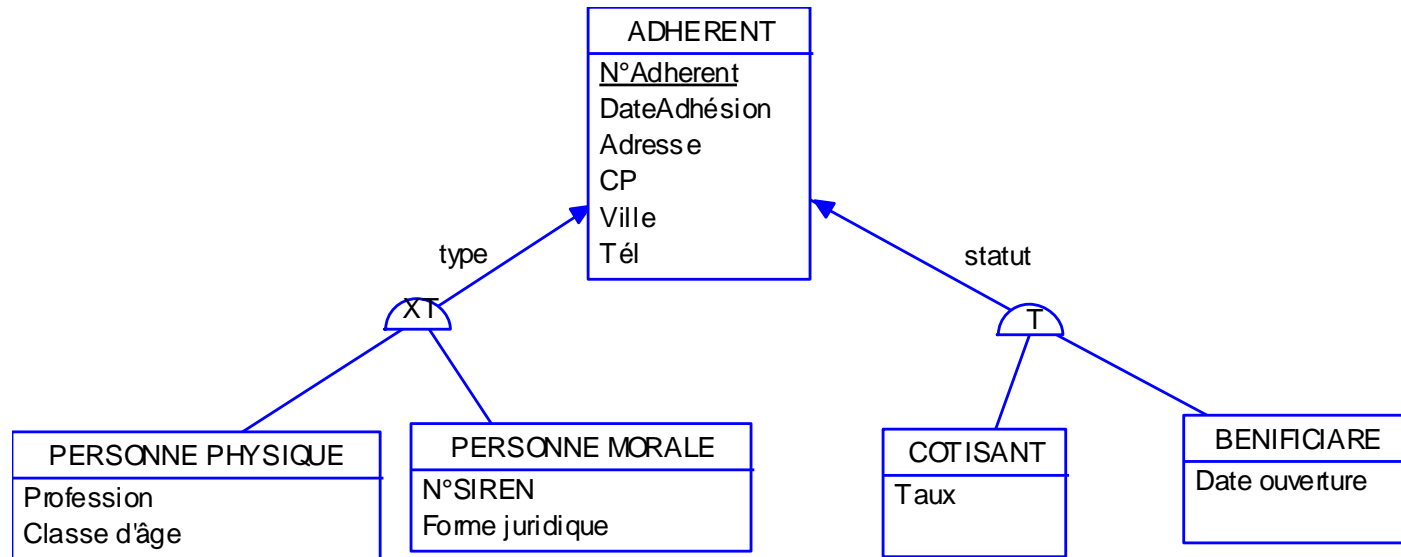 ADHERENT
N°Adherent
DateAdhésion
Adresse
CP
Ville
Tél
type
statut
XT
T
PERSONNE PHYSIQUE
Profession
Classe d'âge
PERSONNE MORALE
N°SIREN
Forme juridique
COTISANT
Taux
BENIFICIARE
Date ouverture